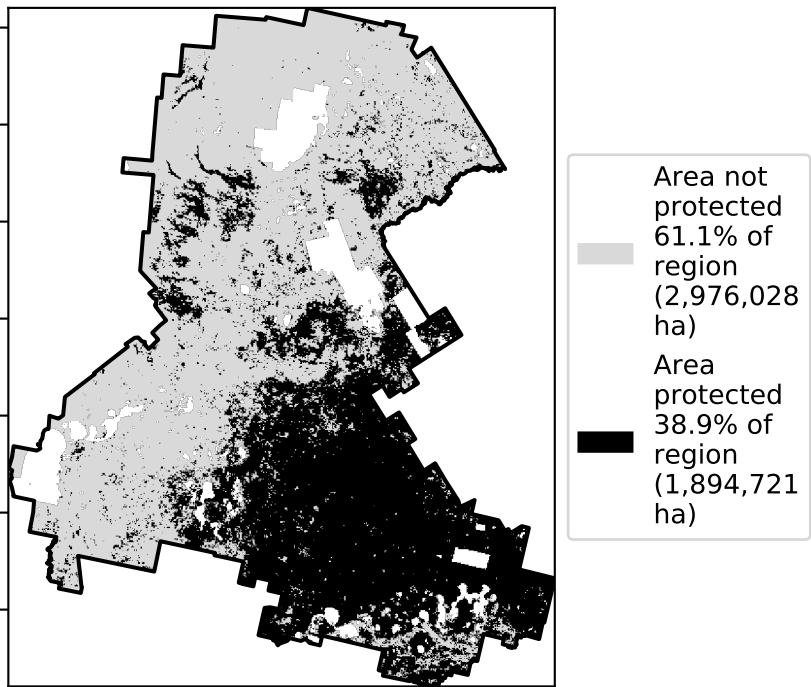 Area not
protected
61.1% of
region
(2,976,028
ha)
Area
protected
38.9% of
region
(1,894,721
ha)